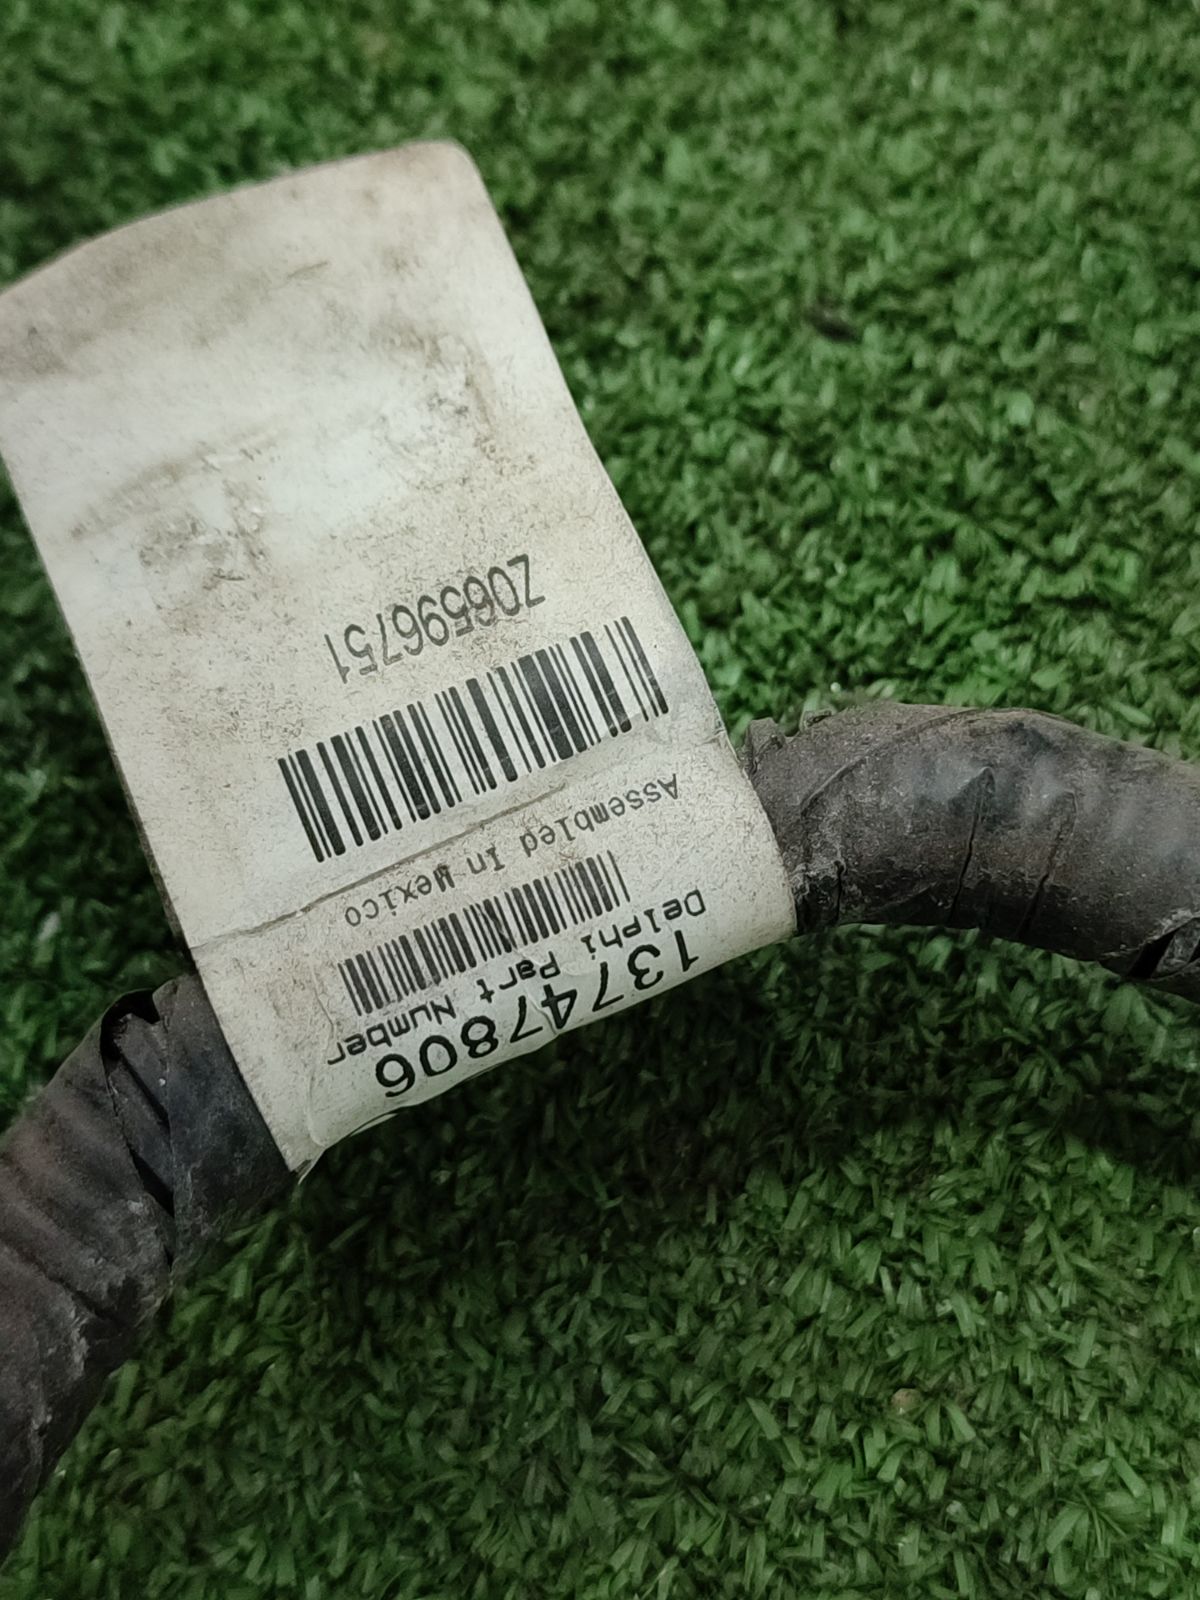 13747806
Delphi Part Number
Assembled In Mexico
Z06596751